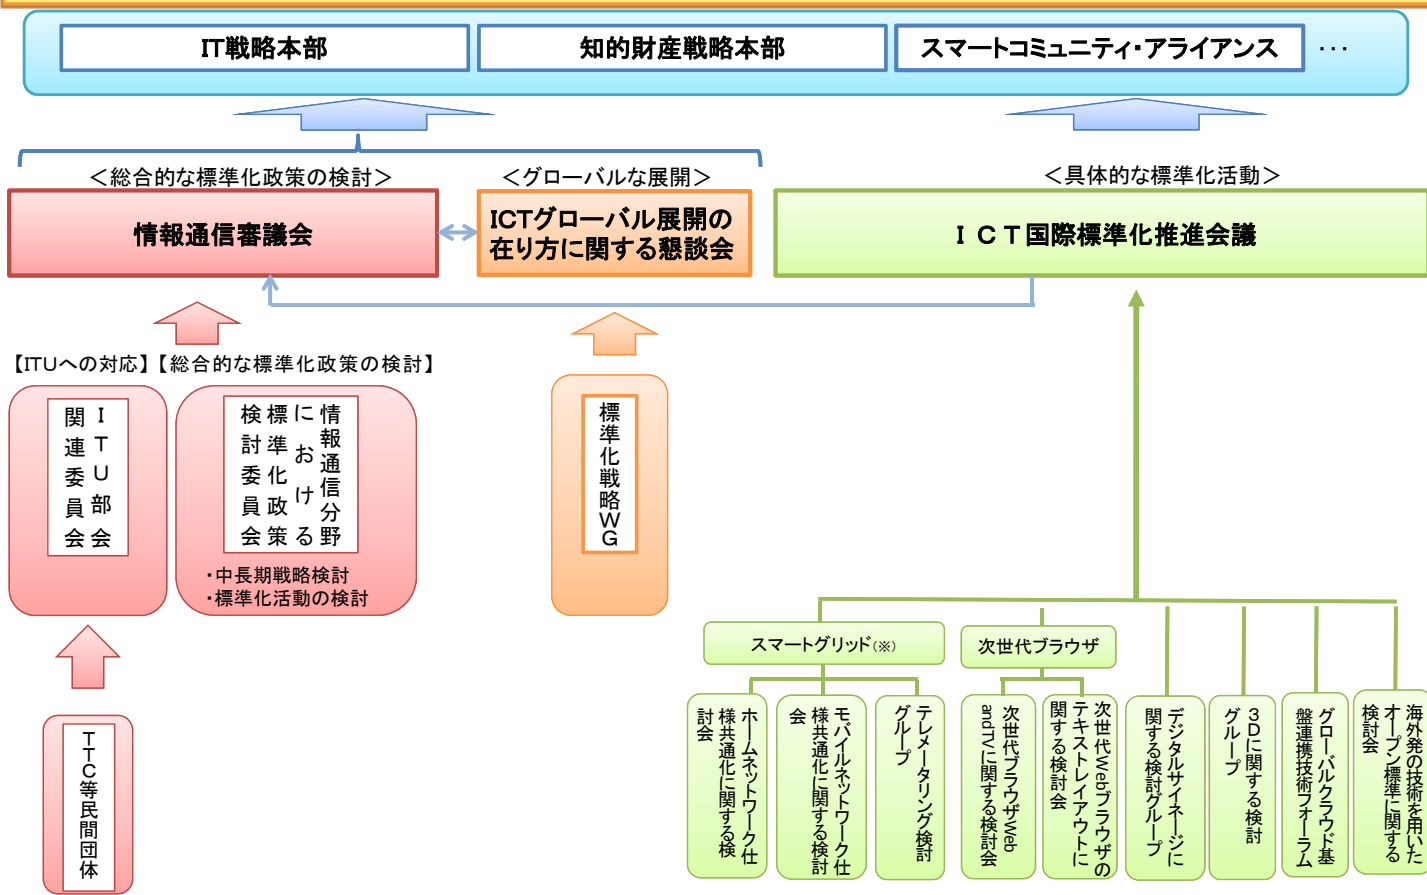 IT戦略本部
知的財産戦略本部
スマートコミュニティ・アライアンス
･･･
＜総合的な標準化政策の検討＞
＜グローバルな展開＞
＜具体的な標準化活動＞
情報通信審議会
ICTグローバル展開の
在り方に関する懇談会
ＩＣＴ国際標準化推進会議
【ITUへの対応】
【総合的な標準化政策の検討】
ＩＴＵ部会
関連委員会
情報通信分野
における
標準化政策
検討委員会
・中長期戦略検討
・標準化活動の検討
標準化戦略ＷＧ
ＴＴＣ等民間団体
スマートグリッド(※)
次世代ブラウザ
ホームネットワーク仕
様共通化に関する検
討会
モバイルネットワーク仕
様共通化に関する検討
会
テレメータリング検討
グループ
次世代ブラウザWeb
andTVに関する検討会
次世代Webブラウザの
テキストレイアウトに
関する検討会
デジタルサイネージに
関する検討グループ
３Ｄに関する検討
グループ
グローバルクラウド基
盤連携技術フォーラム
海外発の技術を用いた
オープン標準に関する
検討会